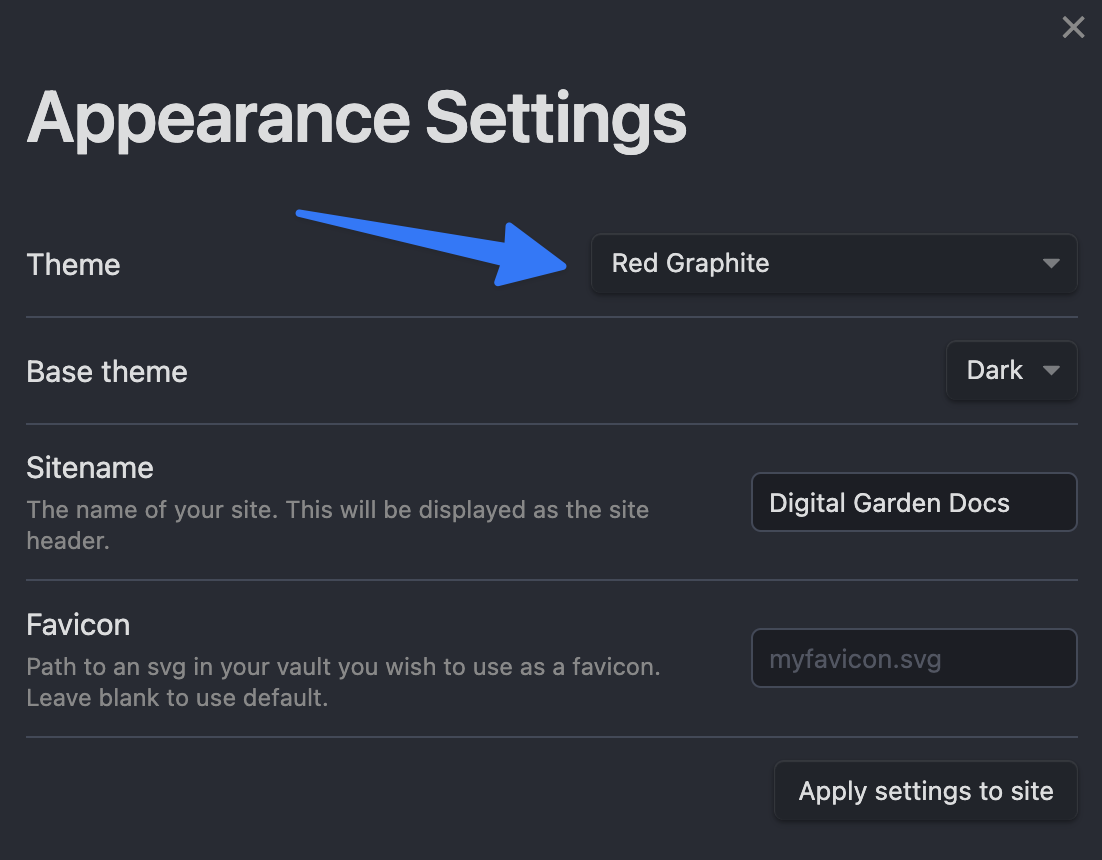 Appearance Settings
Theme
Red Graphite
Base theme
Dark
Sitename
The name of your site. This will be displayed as the site
header.
Digital Garden Docs
Favicon
Path to an svg in your vault you wish to use as a favicon.
Leave blank to use default.
myfavicon.svg
Apply settings to site